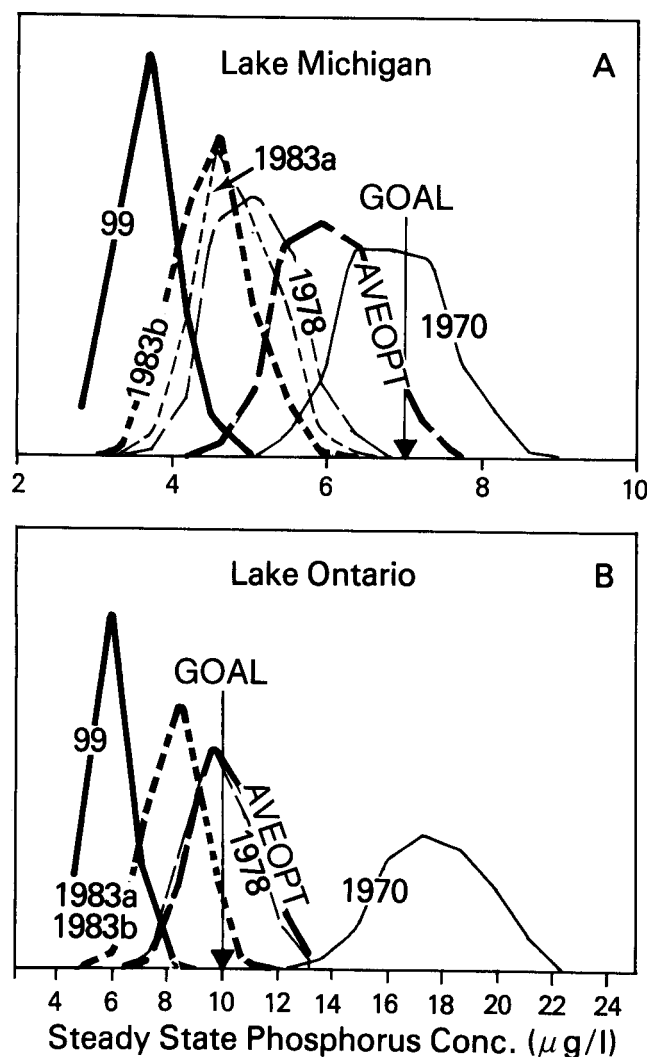 Lake Michigan
A
1983a
GOAL
99
1983b
1978
AVEOPT
1970
2 4 6 8 10
Lake Ontario
B
GOAL
99
AVEOPT
1978
1970
1983a
1983b
4 6 8 10 12 14 16 18 20 22 24
Steady State Phosphorus Conc. (μg/l)